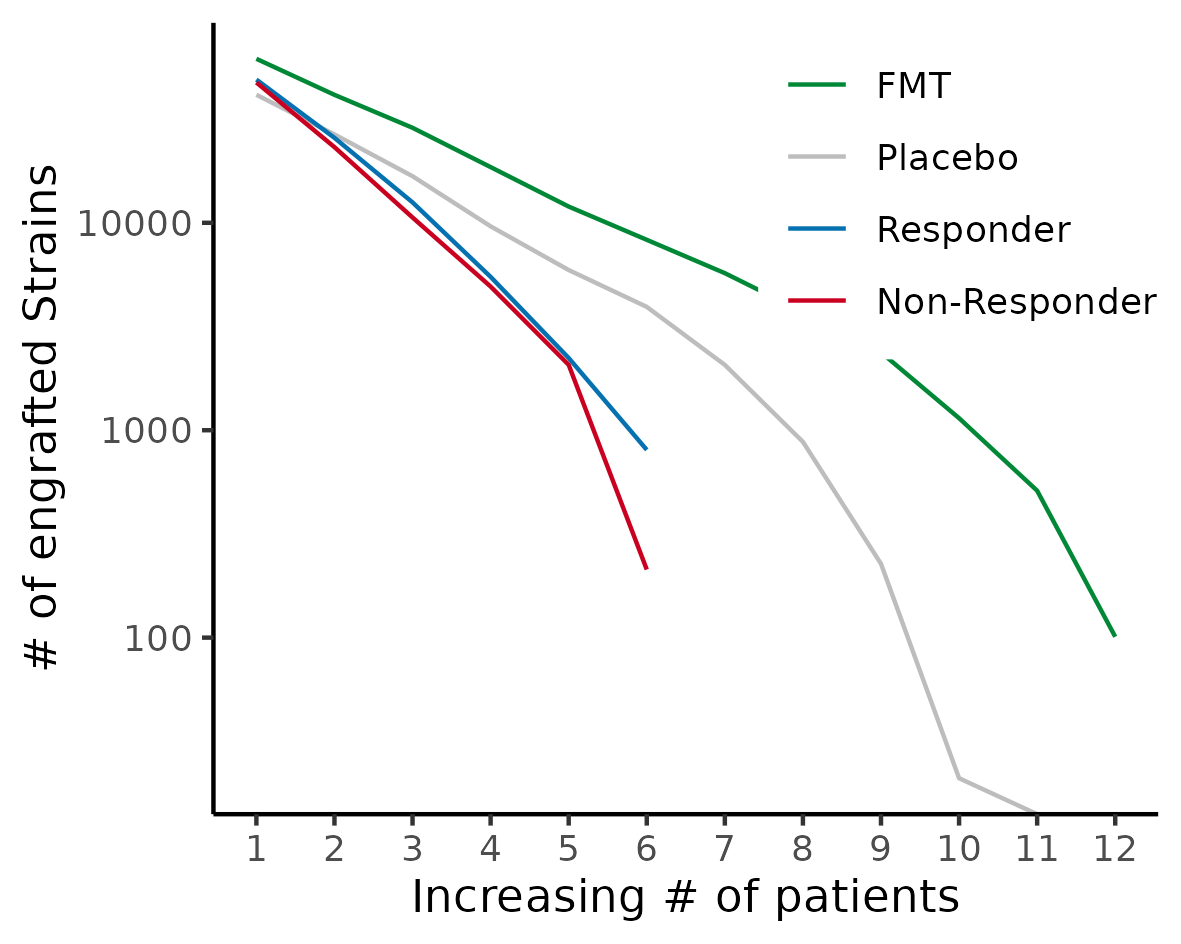 # of engrafted Strains
10000
1000
100
FMT
Placebo
Responder
Non-Responder
1 2 3 4 5 6 7 8 9 10 11 12
Increasing # of patients